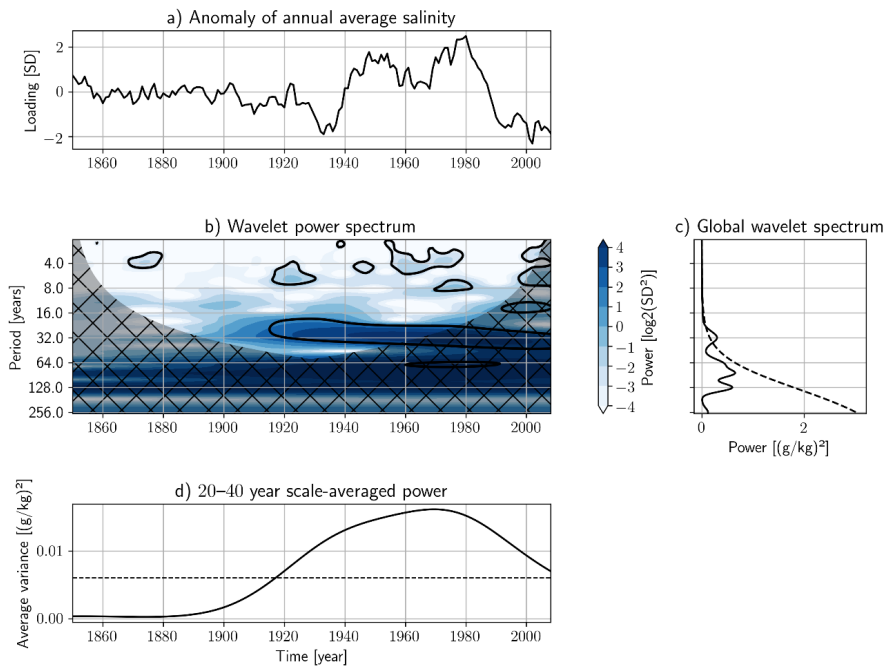 a) Anomaly of annual average salinity
Loading [SD]
2
0
−2
1860 1880 1900 1920 1940 1960 1980 2000
b) Wavelet power spectrum
Period [years]
4.0
8.0
16.0
32.0
64.0
128.0
256.0
1860 1880 1900 1920 1940 1960 1980 2000
4
3
2
1
0
−1
−2
−3
−4
Power [log2(SD²)]
c) Global wavelet spectrum
0 2
Power [(g/kg)²]
d) 20–40 year scale-averaged power
Average variance [(g/kg)²]
0.01
0.00
1860 1880 1900 1920 1940 1960 1980 2000
Time [year]